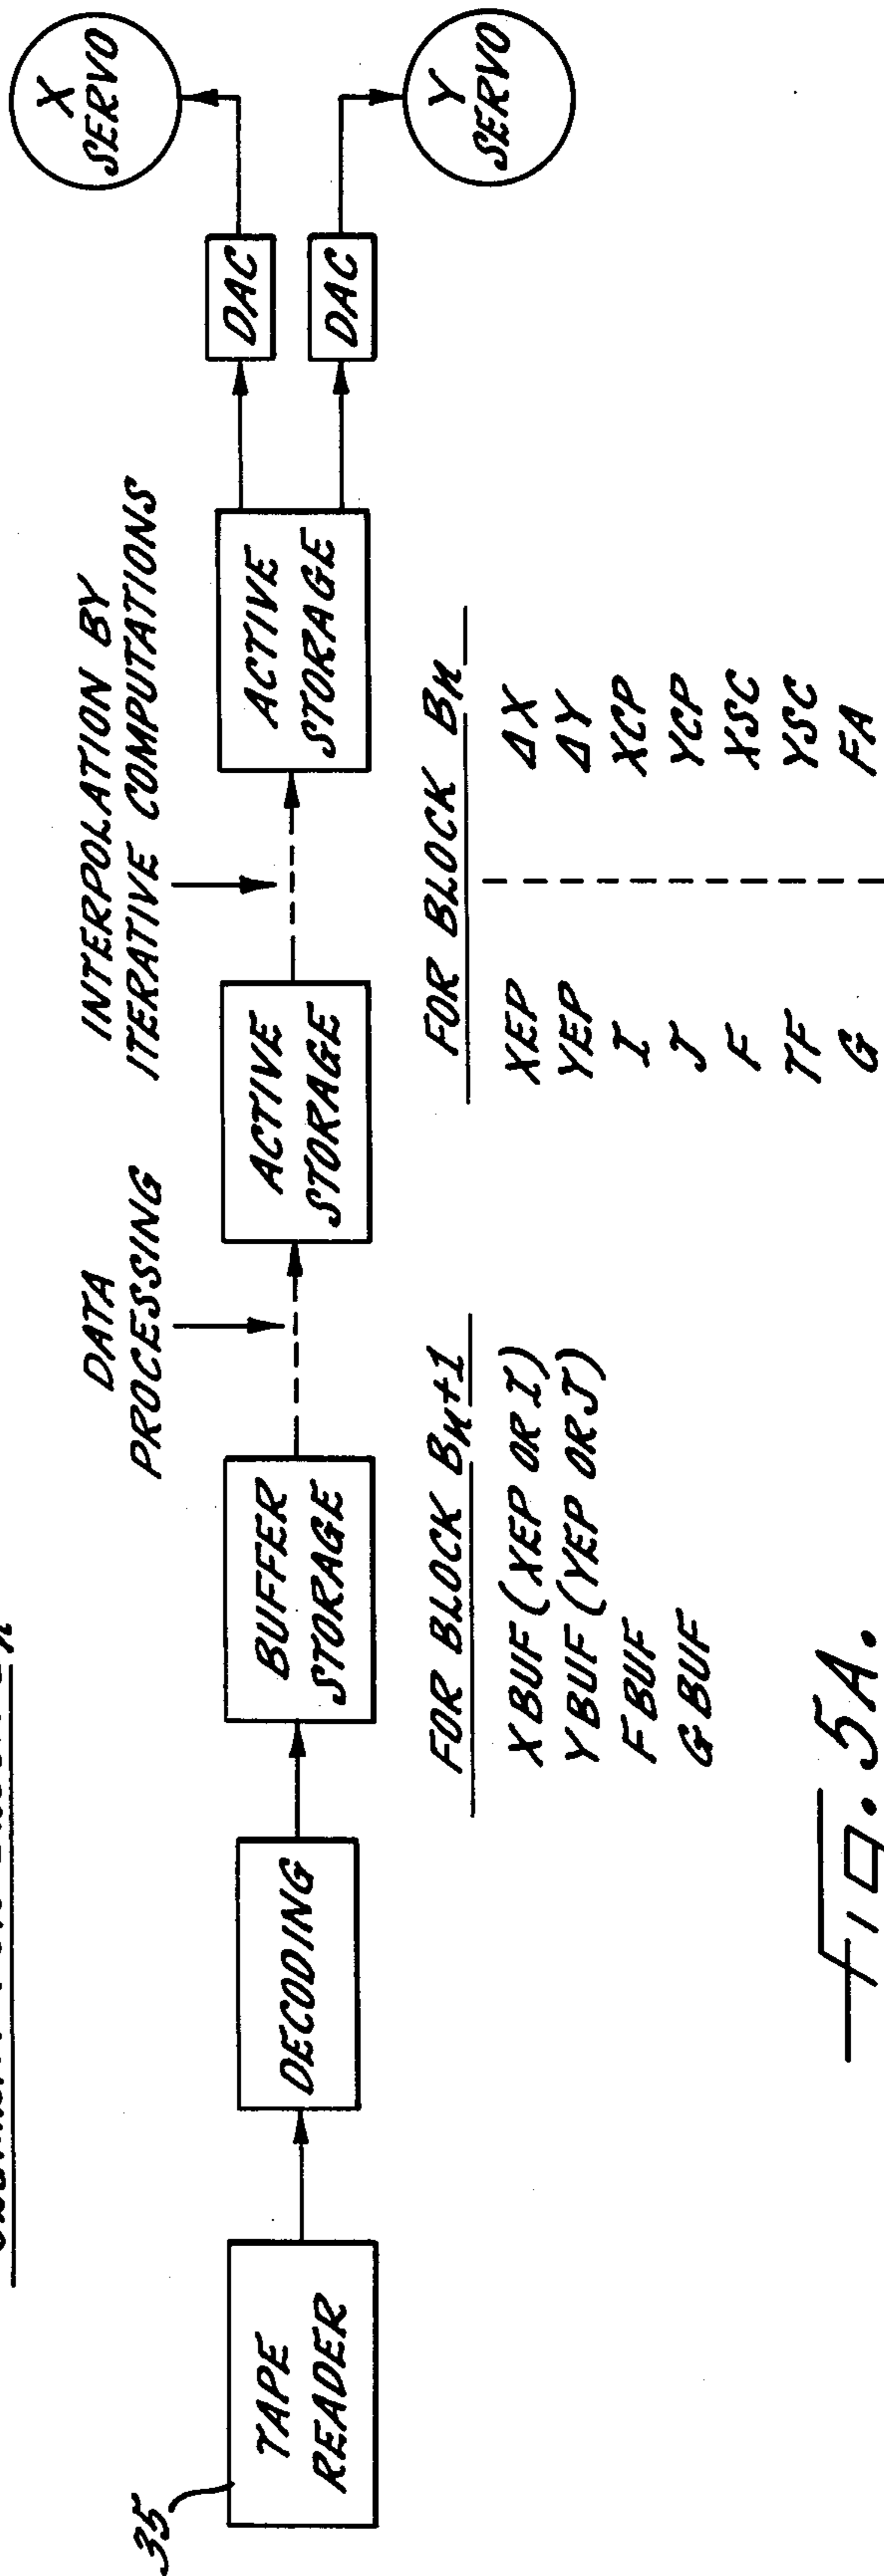 35
TAPE
READER
DECODING
BUFFER
STORAGE
DATA
PROCESSING
ACTIVE
STORAGE
INTERPOLATION BY
ITERATIVE COMPUTATIONS
ACTIVE
STORAGE
DAC
DAC
X
SERVO
Y
SERVO
FOR BLOCK Bn+1
XBUF (XEP OR I)
YBUF (YEP OR J)
FBUF
GBUF
FOR BLOCK Bn
XEP ΔX
YEP ΔY
I XCP
J YCP
F XSC
TF YSC
G FA
FIG. 5A.